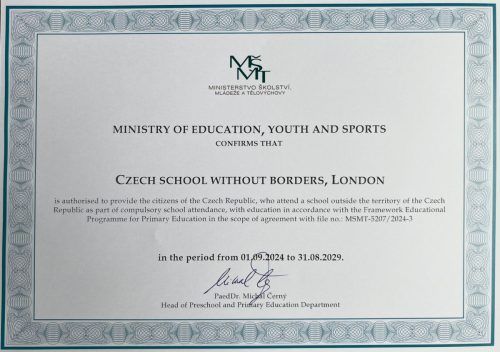 MŠ
MT
MINISTERSTVO ŠKOLSTVÍ,
MLÁDEŽE A TĚLOVÝCHOVY
MINISTRY OF EDUCATION, YOUTH AND SPORTS
CONFIRMS THAT
CZECH SCHOOL WITHOUT BORDERS, LONDON
is authorised to provide the citizens of the Czech Republic, who attend a school outside the territory of the Czech
Republic as part of compulsory school attendance, with education in accordance with the Framework Educational
Programme for Primary Education in the scope of agreement with file no.: MSMT-5207/2024-3
in the period from 01.09.2024 to 31.08.2029.
PaedDr. Michal Černý
Head of Preschool and Primary Education Department